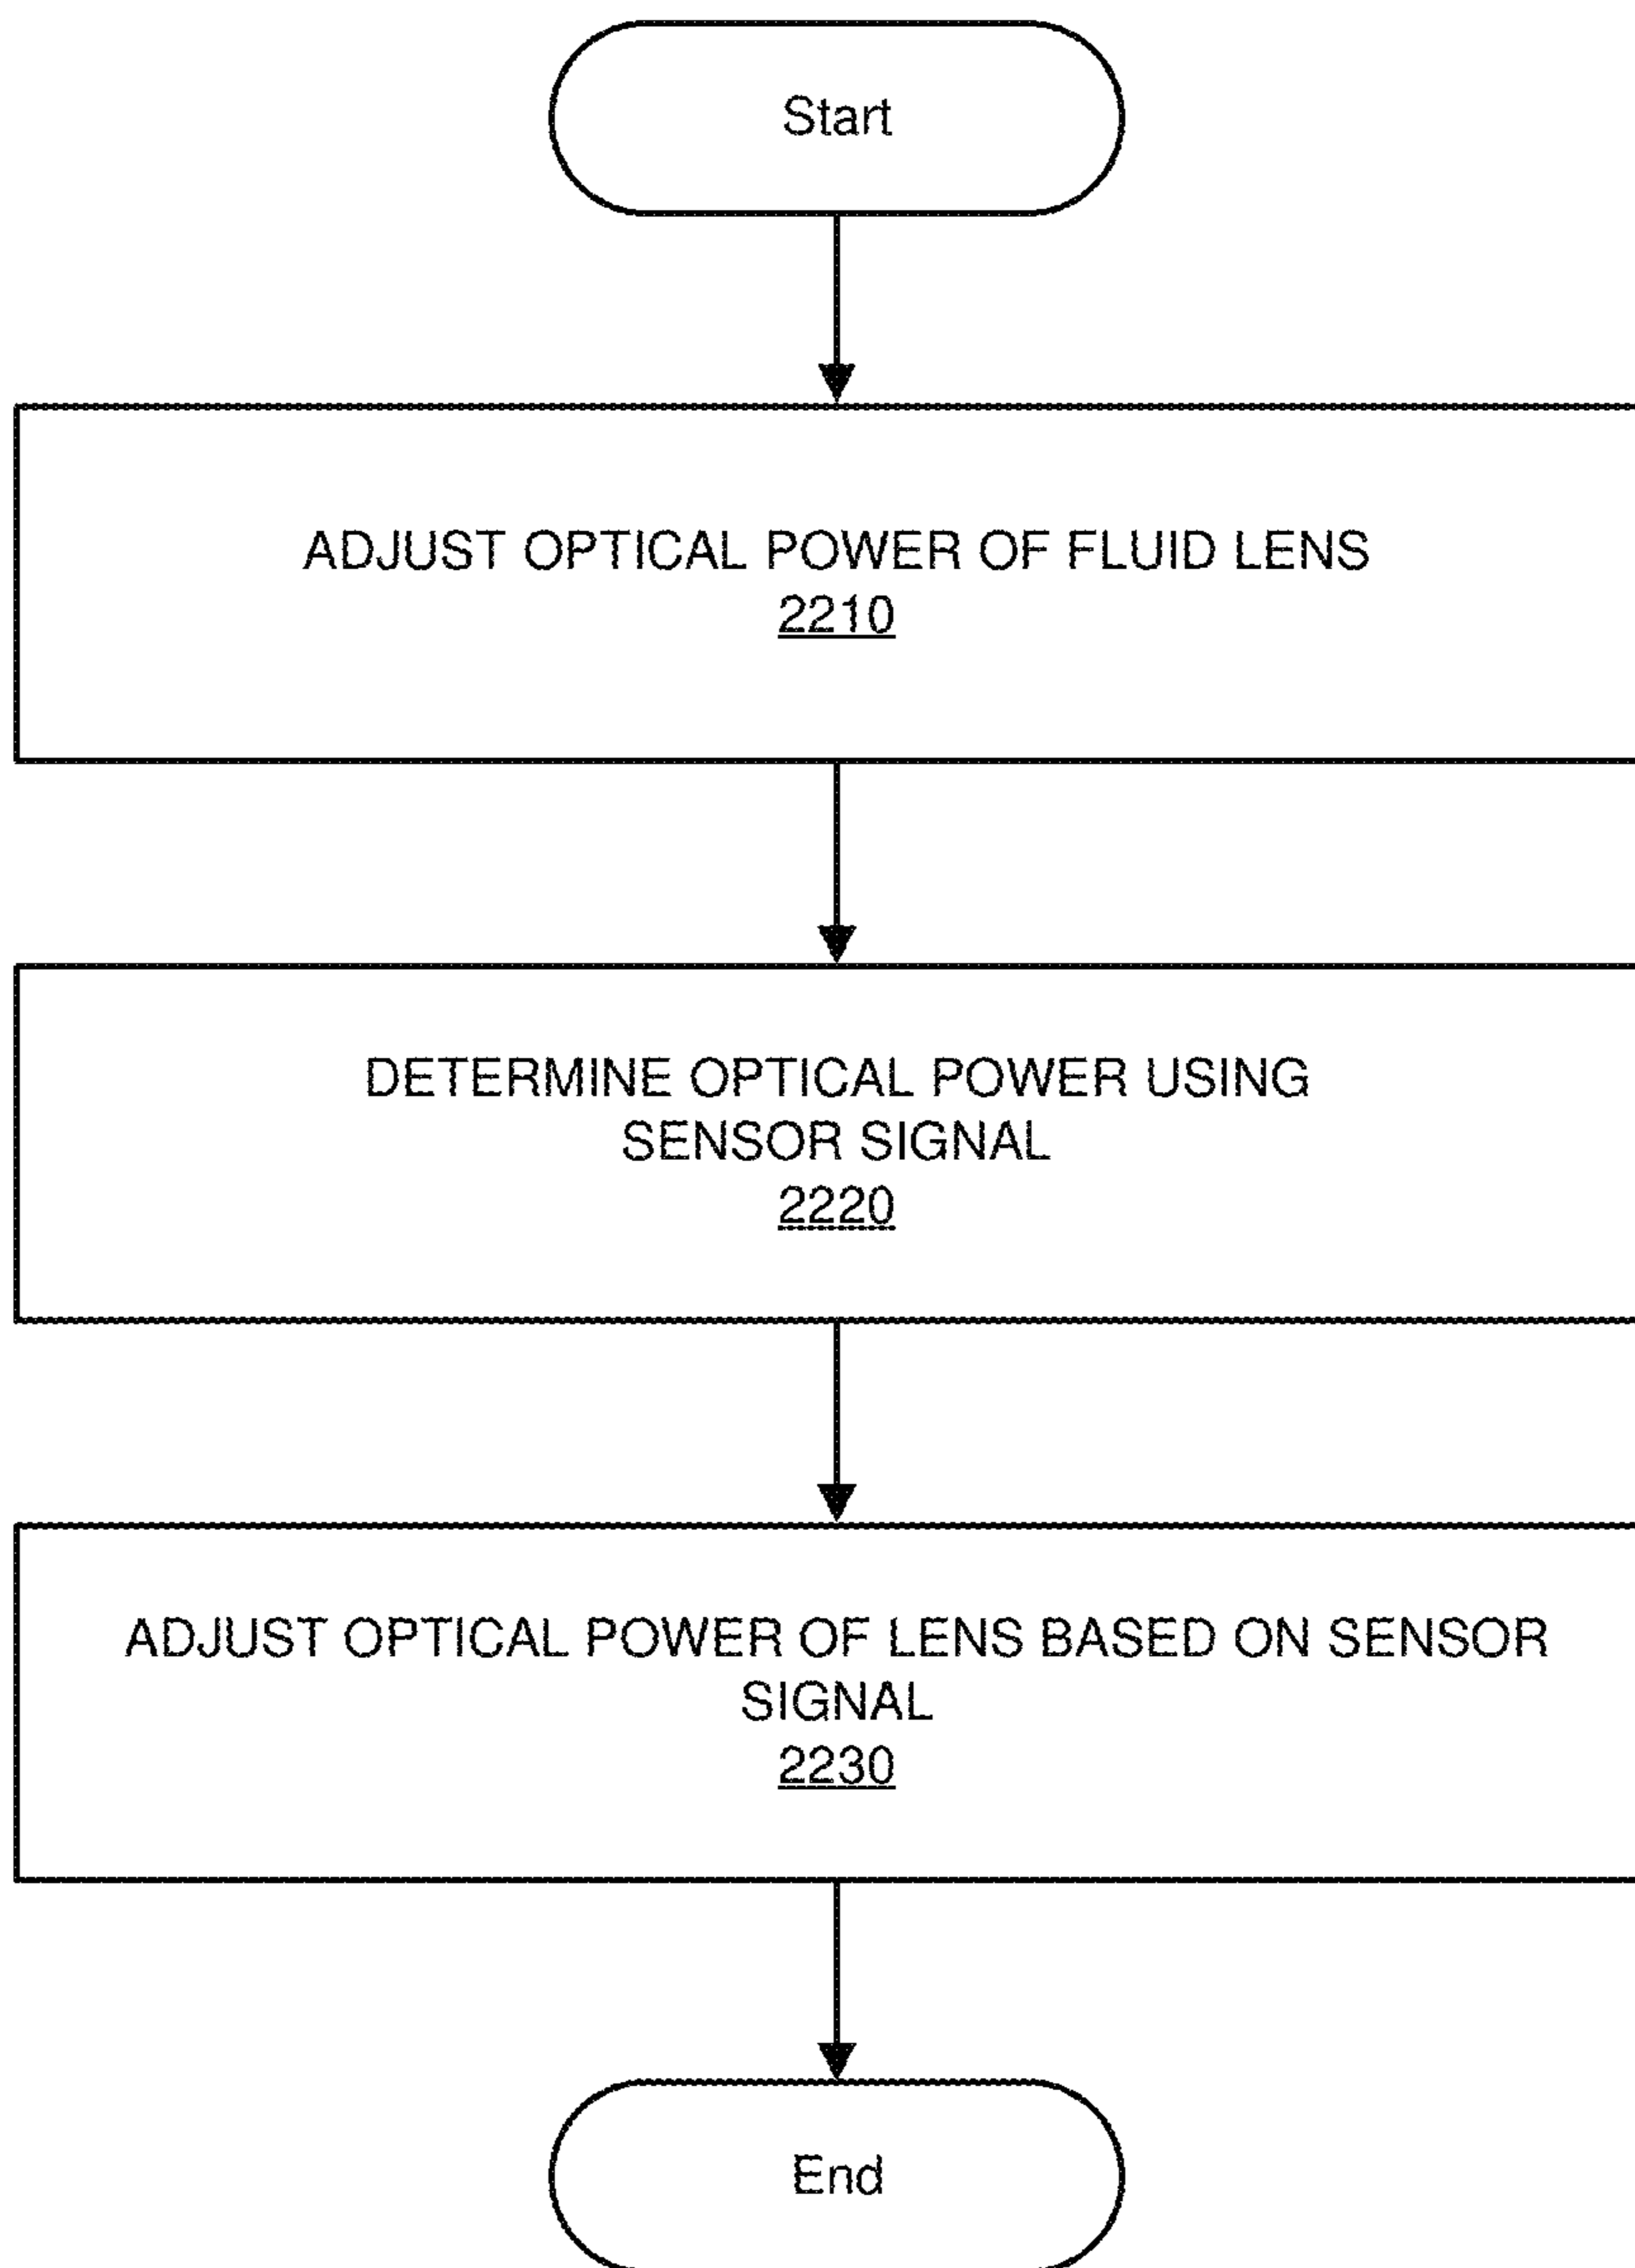 Start
ADJUST OPTICAL POWER OF FLUID LENS
2210
DETERMINE OPTICAL POWER USING
SENSOR SIGNAL
2220
ADJUST OPTICAL POWER OF LENS BASED ON SENSOR
SIGNAL
2230
End